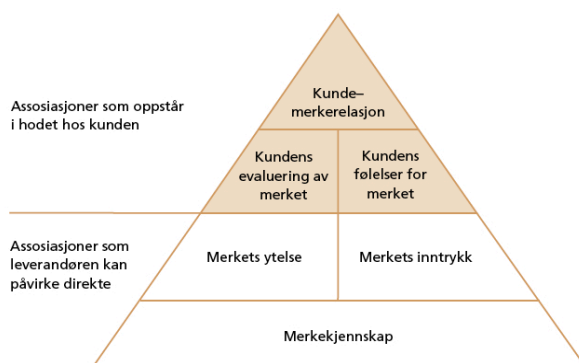 Assosiasjoner som oppstår
i hodet hos kunden
Kunde–
merkerelasjon
Kundens
evaluering av
merket
Kundens
følelser for
merket
Assosiasjoner som
leverandøren kan
påvirke direkte
Merkets ytelse
Merkets inntrykk
Merkekjennskap